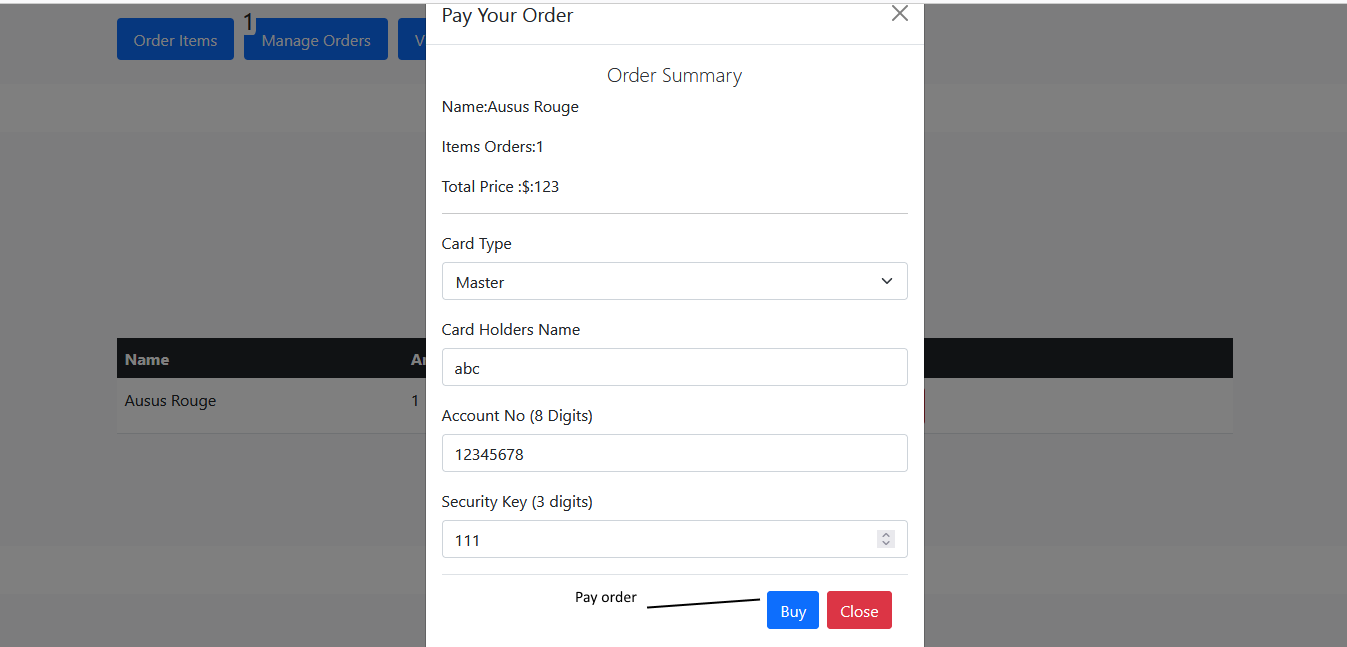 Pay Your Order
1
Order Items
Manage Orders
Order Summary
Name:Ausus Rouge
Items Orders:1
Total Price :$:123
Card Type
Master
Card Holders Name
abc
Name
Ausus Rouge
1
Account No (8 Digits)
12345678
Security Key (3 digits)
111
Pay order
Buy
Close